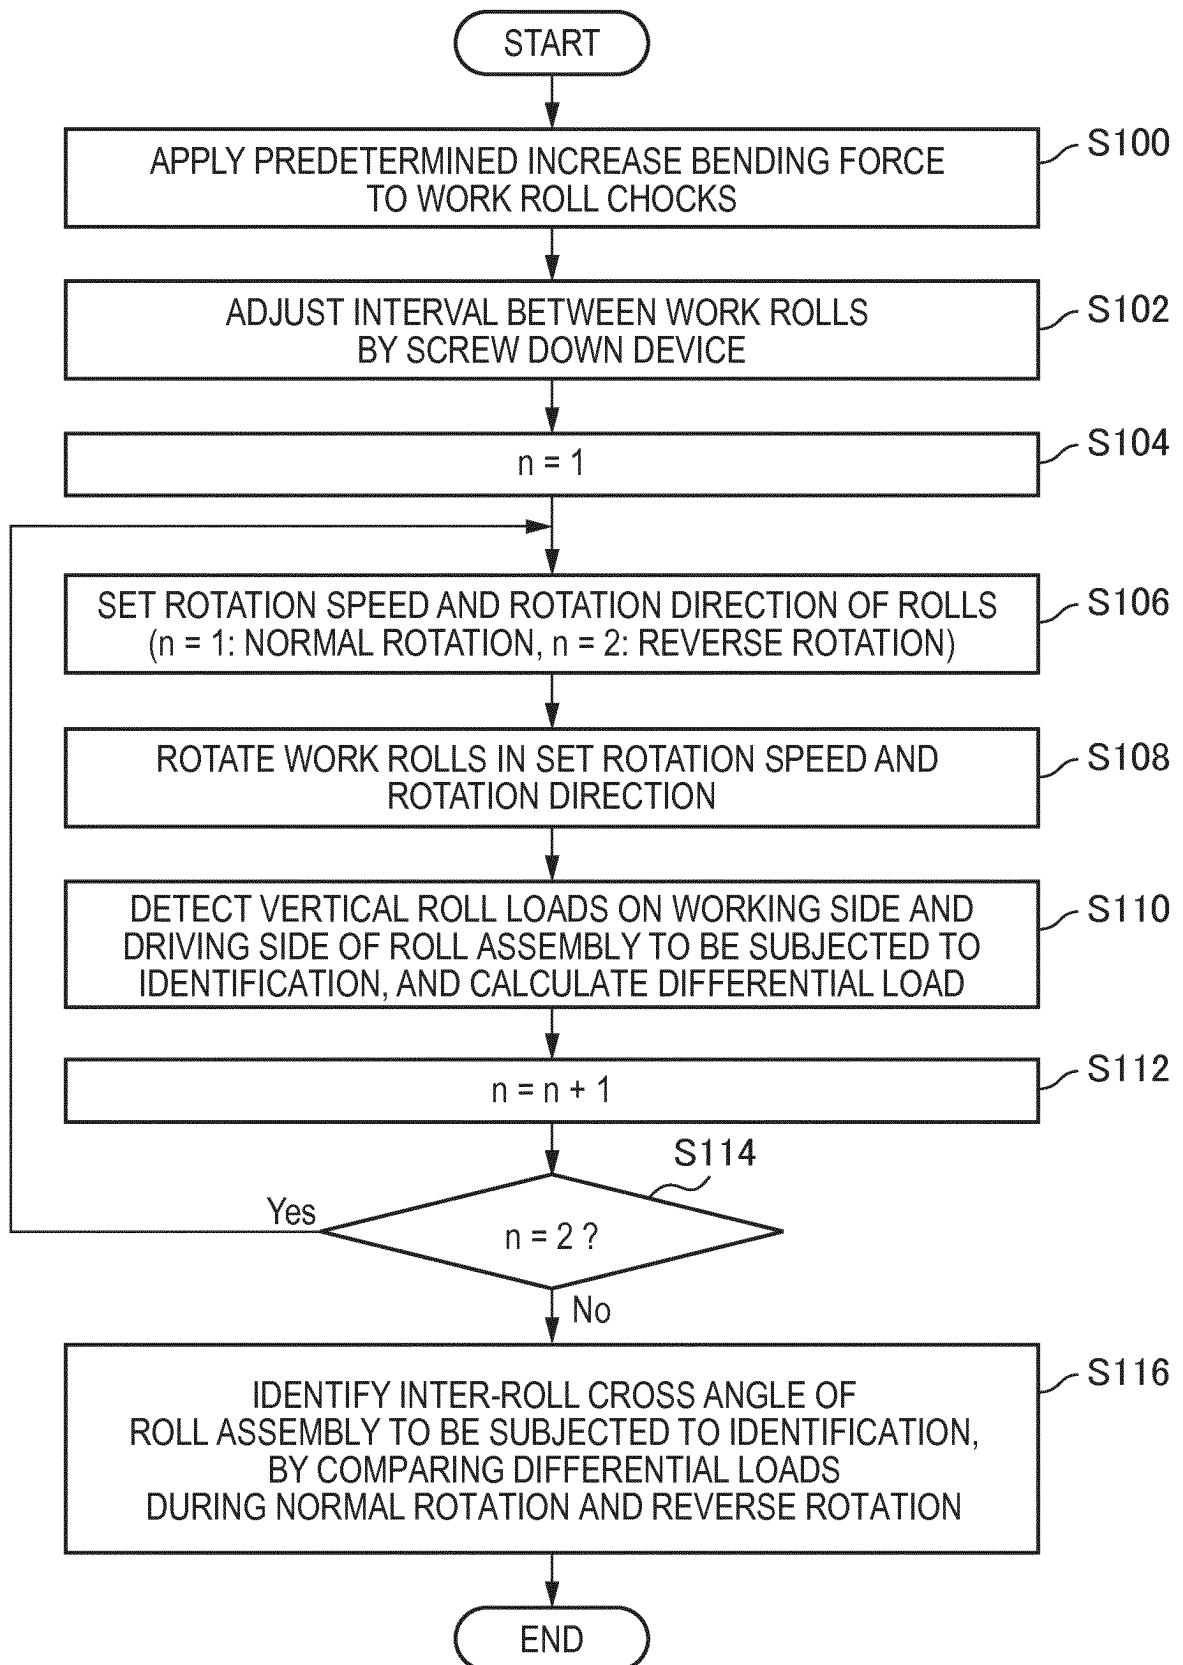 START
APPLY PREDETERMINED INCREASE BENDING FORCE
TO WORK ROLL CHOCKS
S100
ADJUST INTERVAL BETWEEN WORK ROLLS
BY SCREW DOWN DEVICE
S102
n = 1
S104
SET ROTATION SPEED AND ROTATION DIRECTION OF ROLLS
(n = 1: NORMAL ROTATION, n = 2: REVERSE ROTATION)
S106
ROTATE WORK ROLLS IN SET ROTATION SPEED AND
ROTATION DIRECTION
S108
DETECT VERTICAL ROLL LOADS ON WORKING SIDE AND
DRIVING SIDE OF ROLL ASSEMBLY TO BE SUBJECTED TO
IDENTIFICATION, AND CALCULATE DIFFERENTIAL LOAD
S110
n = n + 1
S112
S114
Yes
n = 2 ?
No
IDENTIFY INTER-ROLL CROSS ANGLE OF
ROLL ASSEMBLY TO BE SUBJECTED TO IDENTIFICATION,
BY COMPARING DIFFERENTIAL LOADS
DURING NORMAL ROTATION AND REVERSE ROTATION
S116
END